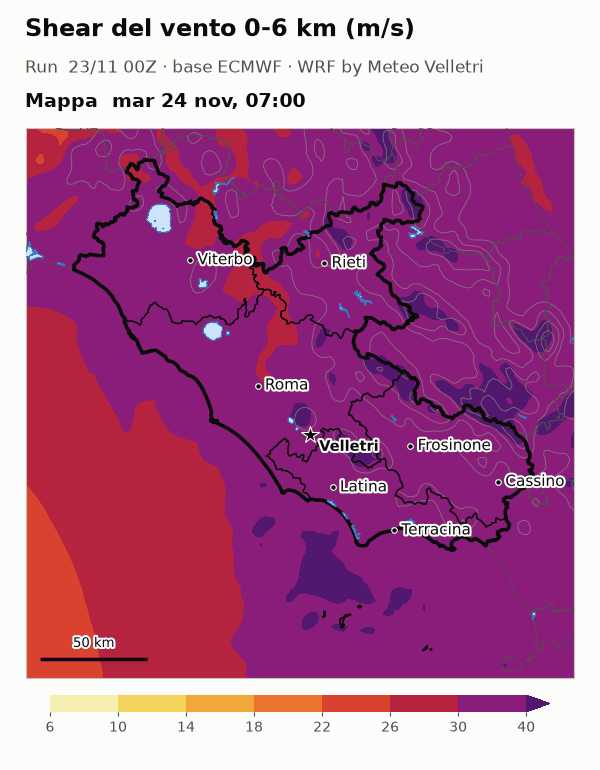 Shear del vento 0-6 km (m/s)
Run  23/11 00Z · base ECMWF · WRF by Meteo Velletri
Mappa  mar 24 nov, 07:00
Viterbo
Rieti
Roma
Velletri
Frosinone
Latina
Cassino
Terracina
50 km
6 10 14 18 22 26 30 40